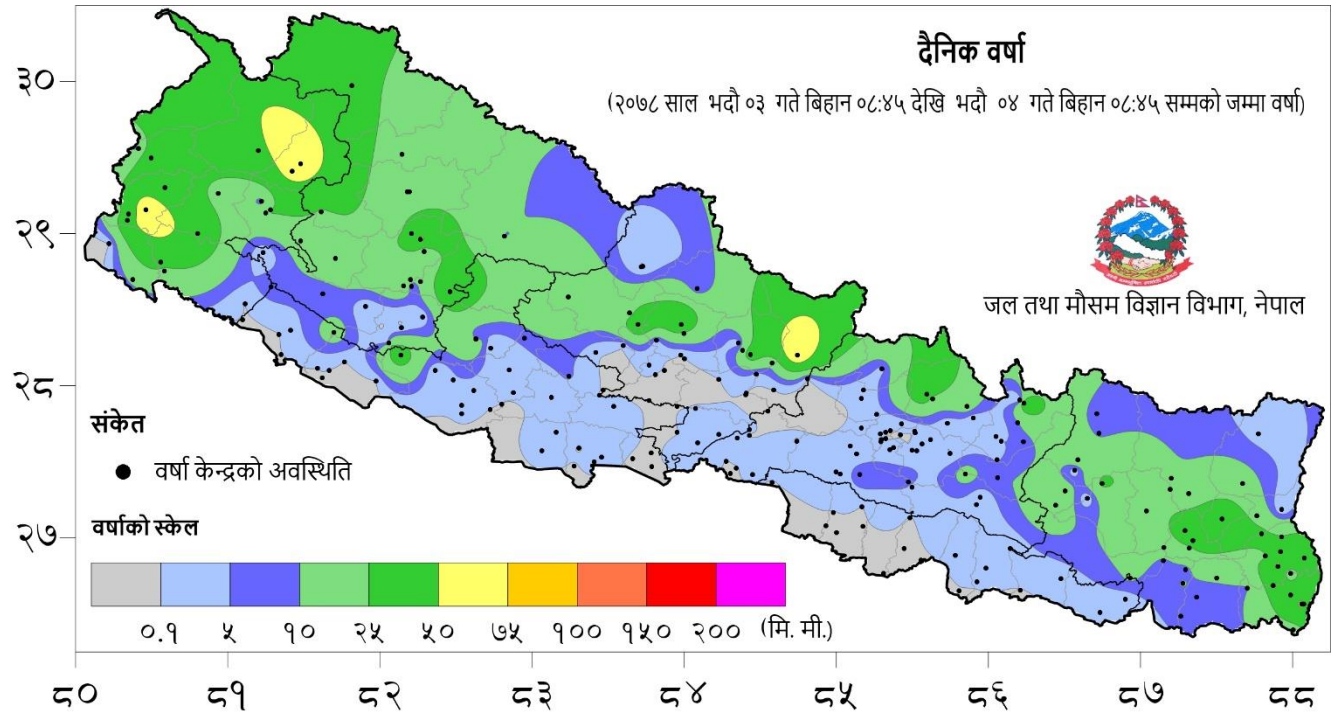 दैनिक वर्षा
(२०७८ साल भदौ ०३ गते बिहान ०८:४५ देखि भदौ ०४ गते बिहान ०८:४५ सम्मको जम्मा वर्षा)
३०
२९
२८
२७
जल तथा मौसम विज्ञान विभाग, नेपाल
संकेत
वर्षा केन्द्रको अवस्थिति
वर्षाको स्केल
०.१ ५ १० २५ ५० ७५ १०० १५० २०० (मि. मी.)
८० ८१ ८२ ८३ ८४ ८५ ८६ ८७ ८८